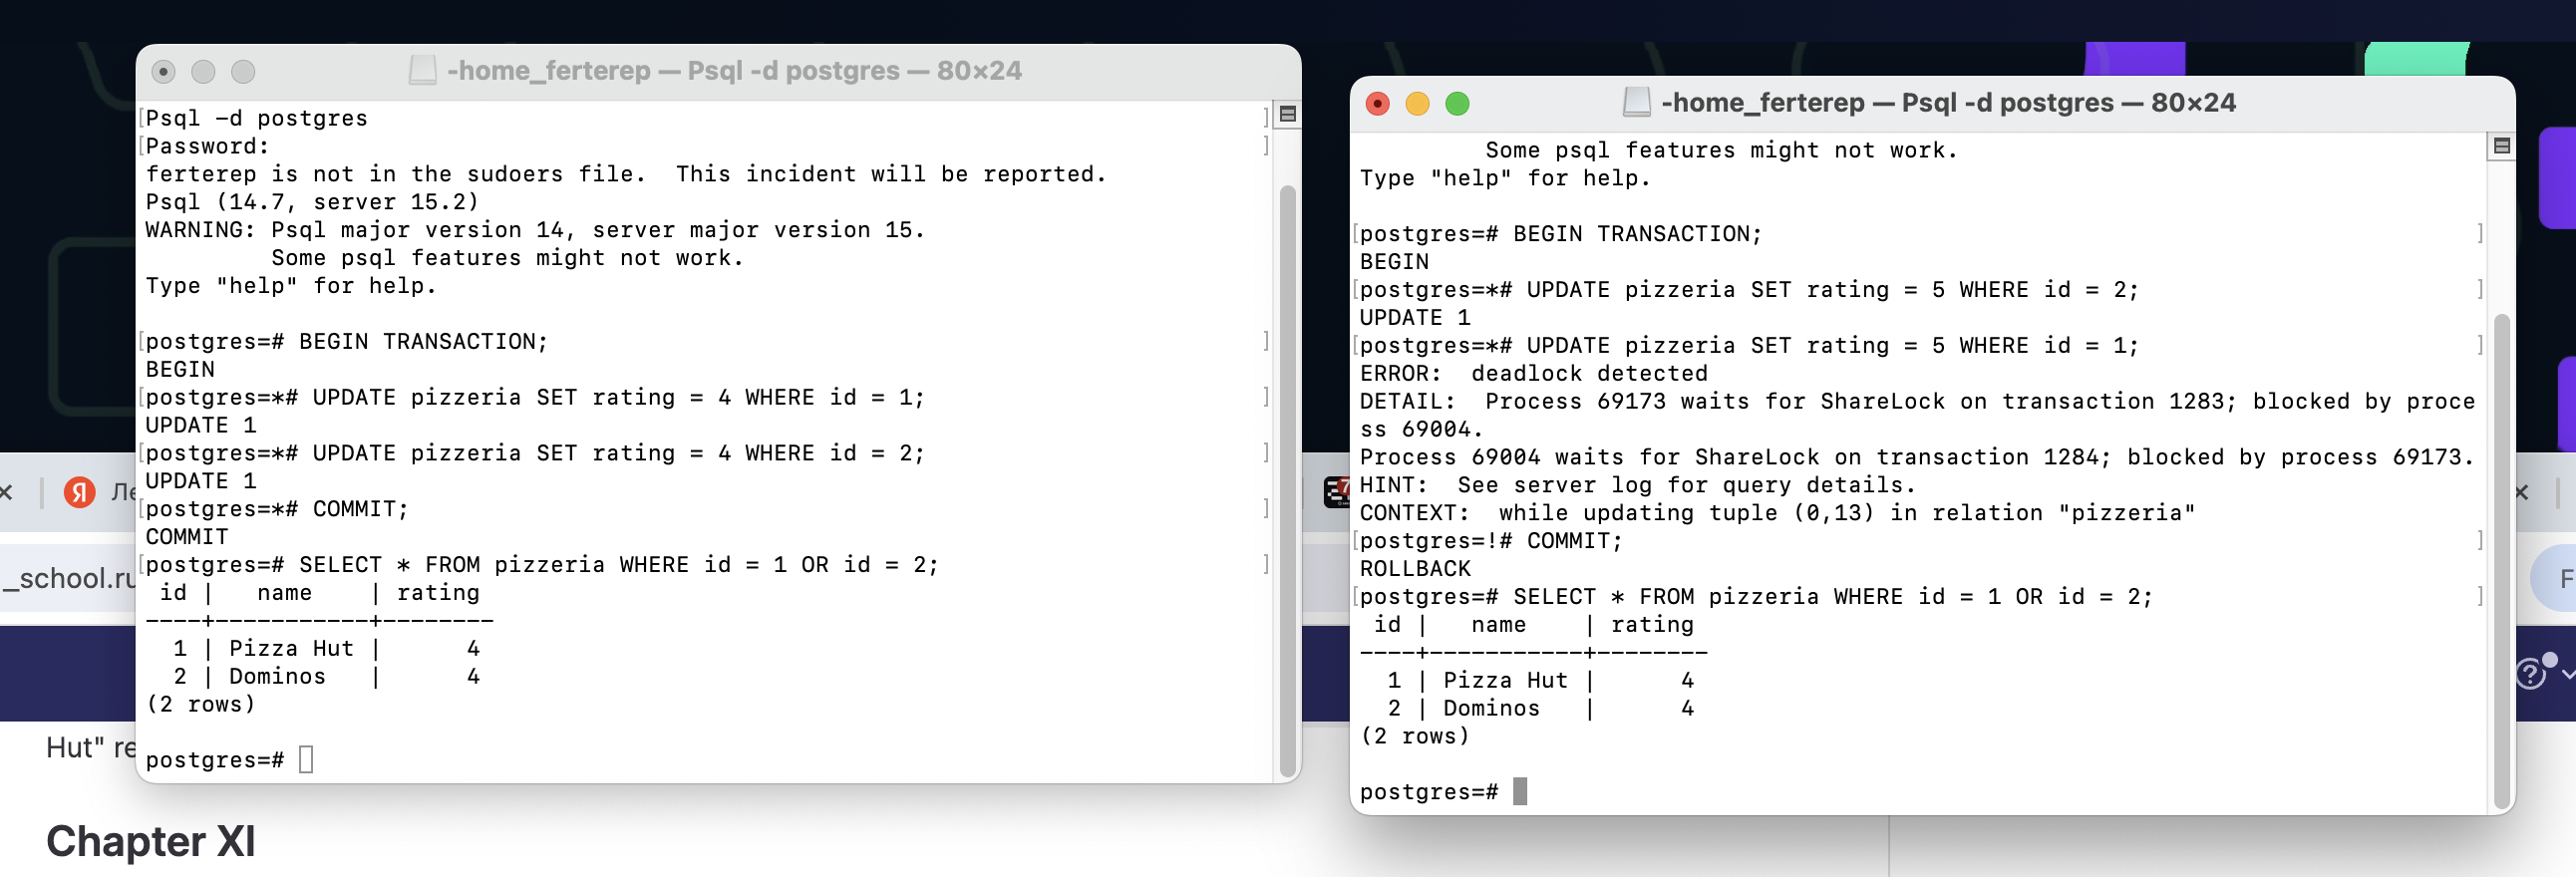 -home_ferterep — Psql -d postgres — 80×24
Psql -d postgres
Password:
ferterep is not in the sudoers file.  This incident will be reported.
Psql (14.7, server 15.2)
WARNING: Psql major version 14, server major version 15.
         Some psql features might not work.
Type "help" for help.
postgres=# BEGIN TRANSACTION;
BEGIN
postgres=*# UPDATE pizzeria SET rating = 4 WHERE id = 1;
UPDATE 1
postgres=*# UPDATE pizzeria SET rating = 4 WHERE id = 2;
UPDATE 1
postgres=*# COMMIT;
COMMIT
postgres=# SELECT * FROM pizzeria WHERE id = 1 OR id = 2;
 id |   name    | rating
----+-----------+--------
  1 | Pizza Hut |      4
  2 | Dominos   |      4
(2 rows)
postgres=#
-home_ferterep — Psql -d postgres — 80×24
         Some psql features might not work.
Type "help" for help.
postgres=# BEGIN TRANSACTION;
BEGIN
postgres=*# UPDATE pizzeria SET rating = 5 WHERE id = 2;
UPDATE 1
postgres=*# UPDATE pizzeria SET rating = 5 WHERE id = 1;
ERROR:  deadlock detected
DETAIL:  Process 69173 waits for ShareLock on transaction 1283; blocked by proce
ss 69004.
Process 69004 waits for ShareLock on transaction 1284; blocked by process 69173.
HINT:  See server log for query details.
CONTEXT:  while updating tuple (0,13) in relation "pizzeria"
postgres=!# COMMIT;
ROLLBACK
postgres=# SELECT * FROM pizzeria WHERE id = 1 OR id = 2;
 id |   name    | rating
----+-----------+--------
  1 | Pizza Hut |      4
  2 | Dominos   |      4
(2 rows)
postgres=#
Я
_school.ru
Hut" re
Chapter XI